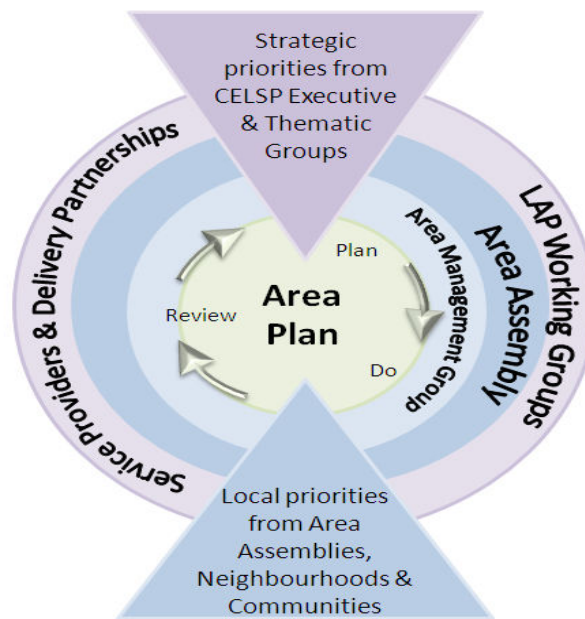 Strategic
priorities from
CELSP Executive
& Thematic
Groups
Service Providers & Delivery Partnerships
LAP Working Groups
Area Assembly
Area Management Group
Plan
Area
Plan
Review
Do
Local priorities
from Area
Assemblies,
Neighbourhoods &
Communities